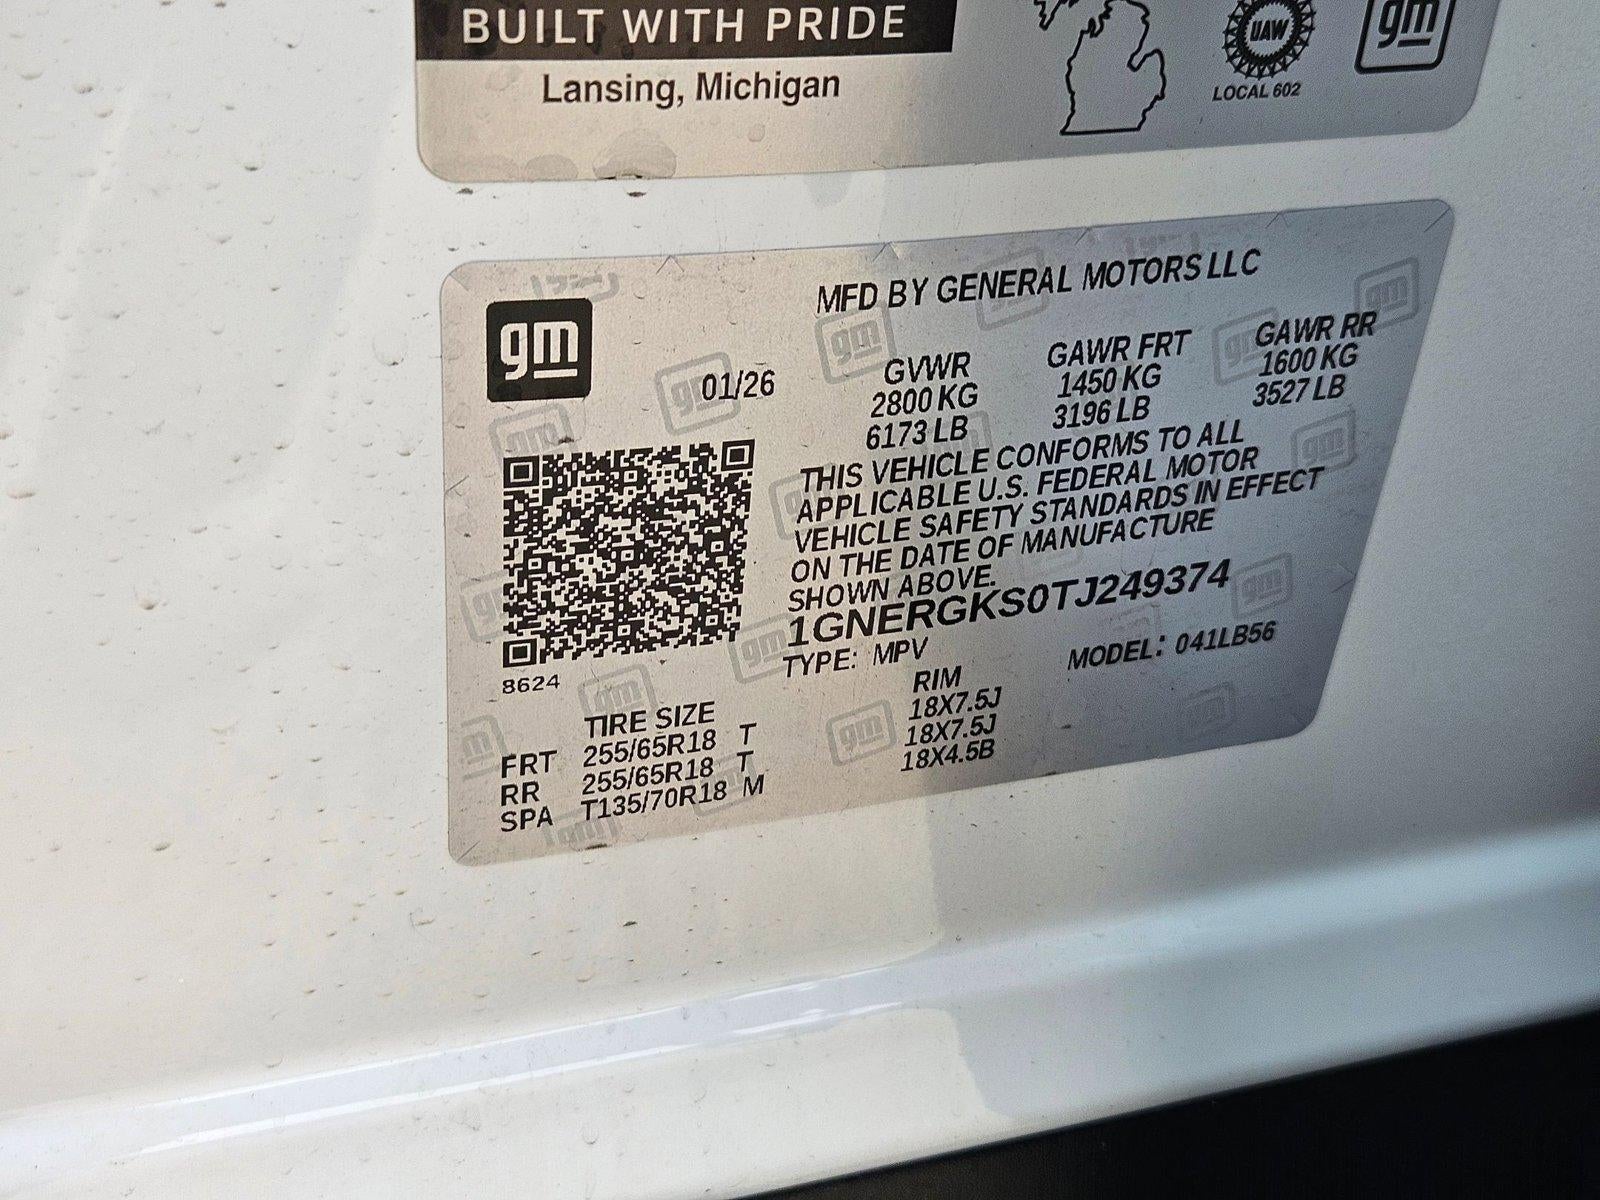 BUILT WITH PRIDE
Lansing, Michigan
UAW
LOCAL 602
gm
gm
MFD BY GENERAL MOTORS LLC
01/26
GVWR GAWR FRT GAWR RR
2800 KG 1450 KG 1600 KG
6173 LB 3196 LB 3527 LB
THIS VEHICLE CONFORMS TO ALL
APPLICABLE U.S. FEDERAL MOTOR
VEHICLE SAFETY STANDARDS IN EFFECT
ON THE DATE OF MANUFACTURE
SHOWN ABOVE.
1GNERGKS0TJ249374
TYPE: MPV MODEL: 041LB56
8624
TIRE SIZE RIM
FRT 255/65R18 T 18X7.5J
RR 255/65R18 T 18X7.5J
SPA T135/70R18 M 18X4.5B